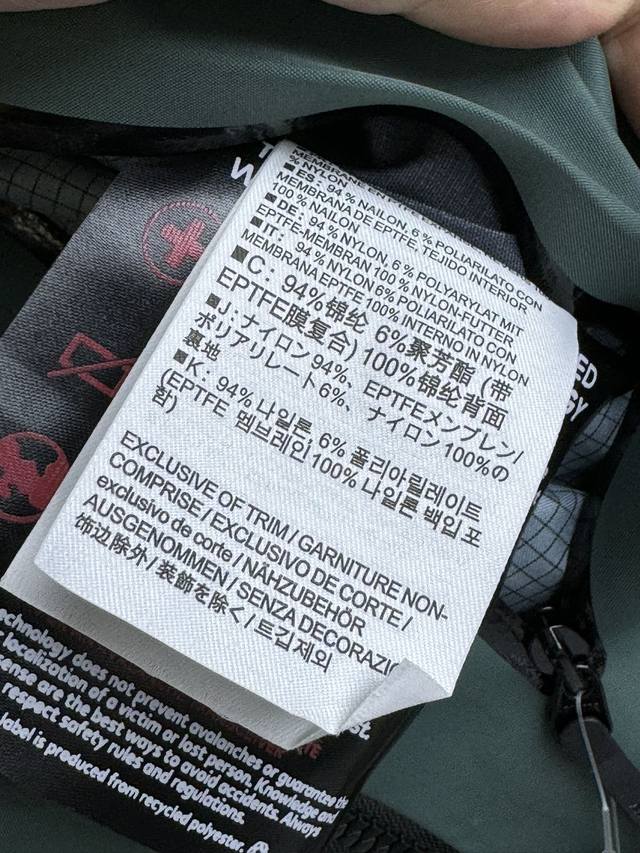 T
W
MEMBRANE
% NYLON
■ES: 94 % NAILON, 6 % POLIARILATO CON
MEMBRANA DE EPTFE, TEJIDO INTERIOR
100 % NAILON
■DE: 94 % NYLON, 6 % POLYARYLAT MIT
EPTFE-MEMBRAN 100 % NYLON-FUTTER
■IT: 94 % NYLON 6% POLIARILATO CON
MEMBRANA EPTFE 100% INTERNO IN NYLON
■C: 94%锦纶 6%聚芳酯 (带
EPTFE膜复合) 100%锦纶背面
■J: ナイロン 94%、EPTFEメンブレン/
ポリアリレート 6%、ナイロン100%の
裏地
■K: 94% 나일론 6% 폴리아릴레이트
(EPTFE 멤브레인 100% 나일론 백입 포
함)
EXCLUSIVE OF TRIM / GARNITURE NON-
COMPRISE / EXCLUSIVO DE CORTE /
exclusivo de corte / NÄHZUBEHÖR
AUSGENOMMEN / SENZA DECORAZIO
饰边除外 / 装飾を除く / 트림 제외
ED
GY
echnology does not prevent avalanches or guarantee the
localization of a victim or lost person. Knowledge and
ense are the best ways to avoid accidents. Always
respect safety rules and regulations.
label is produced from recycled polyester.